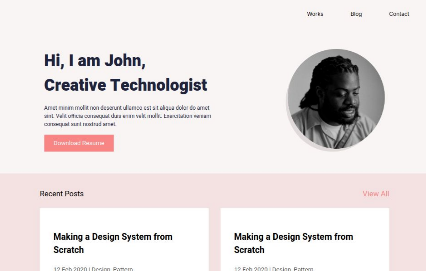 Works Blog Contact
Hi, I am John,
Creative Technologist
Amet minim mollit non deserunt ullamco est sit aliqua dolor do amet
sint. Velit officia consequat duis enim velit mollit. Exercitation veniam
consequat sunt nostrud amet.
Download Resume
Recent Posts
View All
Making a Design System from
Scratch
12 Feb 2020 | Design, Pattern
Making a Design System from
Scratch
12 Feb 2020 | Design, Pattern